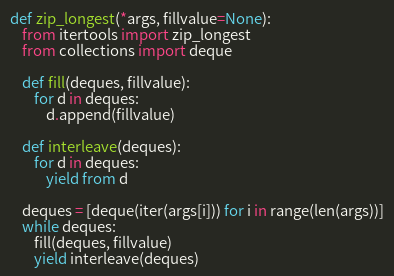 def zip_longest(*args, fillvalue=None):
    from itertools import zip_longest
    from collections import deque

    def fill(deques, fillvalue):
        for d in deques:
            d.append(fillvalue)

    def interleave(deques):
        for d in deques:
            yield from d

    deques = [deque(iter(args[i])) for i in range(len(args))]
    while deques:
        fill(deques, fillvalue)
        yield interleave(deques)